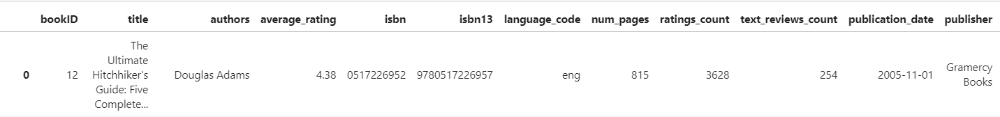 bookID title authors average_rating isbn isbn13 language_code num_pages ratings_count text_reviews_count publication_date publisher
0 12 The Ultimate Hitchhiker's Guide: Five Complete... Douglas Adams 4.38 0517226952 9780517226957 eng 815 3628 254 2005-11-01 Gramercy Books